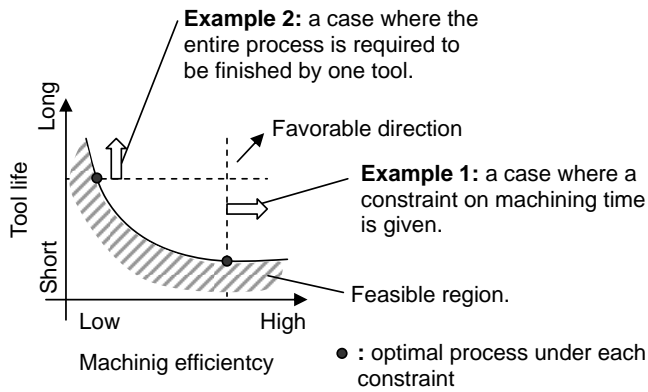 Example 2: a case where the
entire process is required to
be finished by one tool.
Long
Favorable direction
Example 1: a case where a
constraint on machining time
is given.
Tool life
Short
Feasible region.
Low
High
Machinig efficientcy
: optimal process under each
constraint